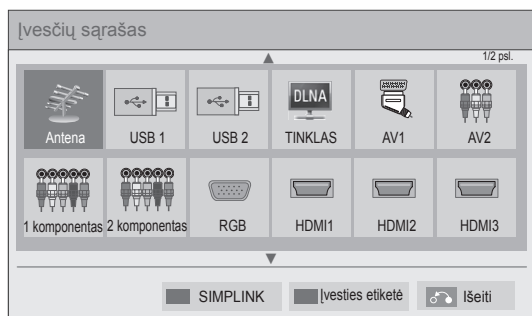 Įvesčių sąrašas
1/2 psl.
Antena
USB 1
USB 2
DLNA
TINKLAS
AV1
AV2
1 komponentas
2 komponentas
RGB
HDMI1
HDMI2
HDMI3
SIMPLINK
Įvesties etiketė
Išeiti